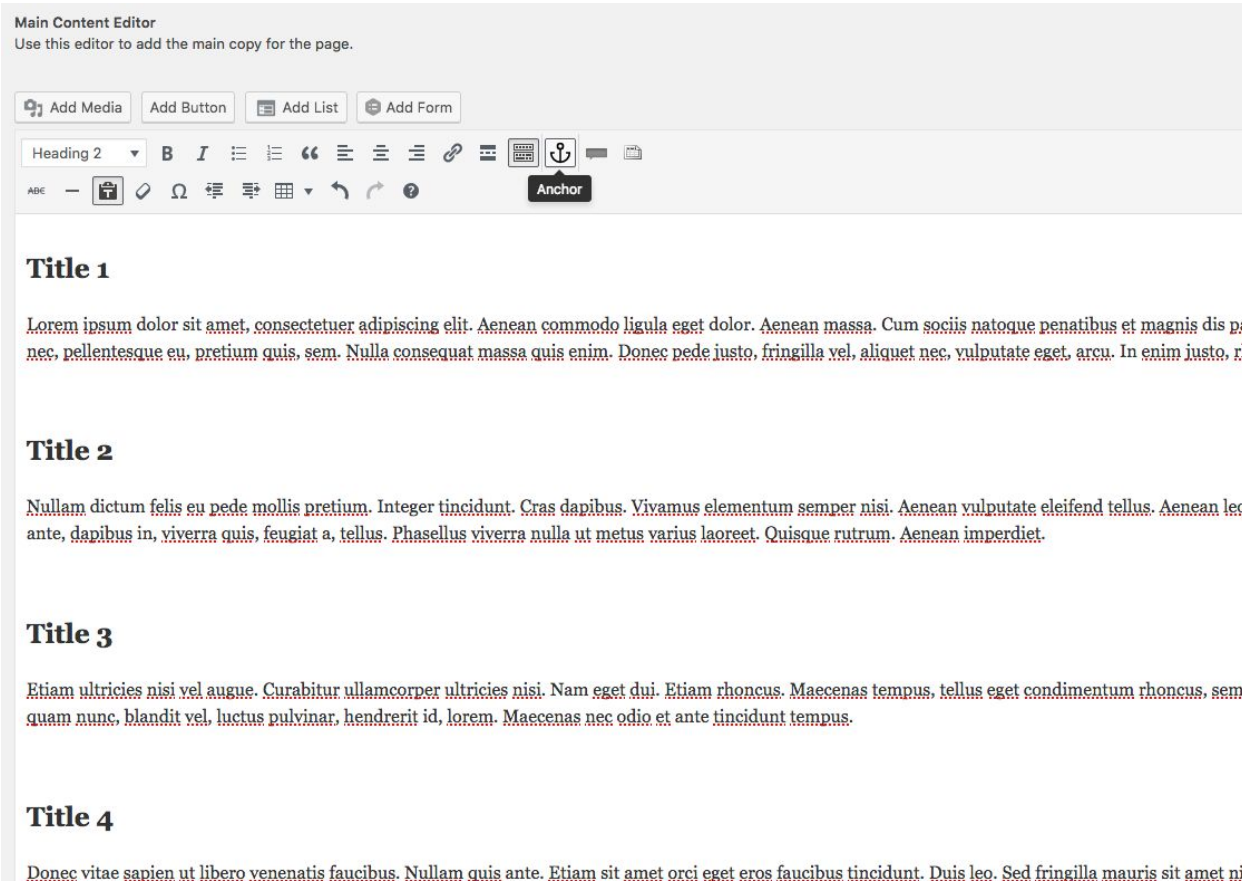 Main Content Editor
Use this editor to add the main copy for the page.
Add Media Add Button Add List Add Form
Heading 2 B I
ABE Ω
Anchor
Title 1
Lorem ipsum dolor sit amet, consectetuer adipiscing elit. Aenean commodo ligula eget dolor. Aenean massa. Cum sociis natoque penatibus et magnis dis
nec, pellentesque eu, pretium quis, sem. Nulla consequat massa quis enim. Donec pede justo, fringilla vel, aliquet nec, vulputate eget, arcu. In enim justo,
Title 2
Nullam dictum felis eu pede mollis pretium. Integer tincidunt. Cras dapibus. Vivamus elementum semper nisi. Aenean vulputate eleifend tellus. Aenean
ante, dapibus in, viverra quis, feugiat a, tellus. Phasellus viverra nulla ut metus varius laoreet. Quisque rutrum. Aenean imperdiet.
Title 3
Etiam ultricies nisi vel augue. Curabitur ullamcorper ultricies nisi. Nam eget dui. Etiam rhoncus. Maecenas tempus, tellus eget condimentum rhoncus, sem
quam nunc, blandit vel, luctus pulvinar, hendrerit id, lorem. Maecenas nec odio et ante tincidunt tempus.
Title 4
Donec vitae sapien ut libero venenatis faucibus. Nullam quis ante. Etiam sit amet orci eget eros faucibus tincidunt. Duis leo. Sed fringilla mauris sit amet